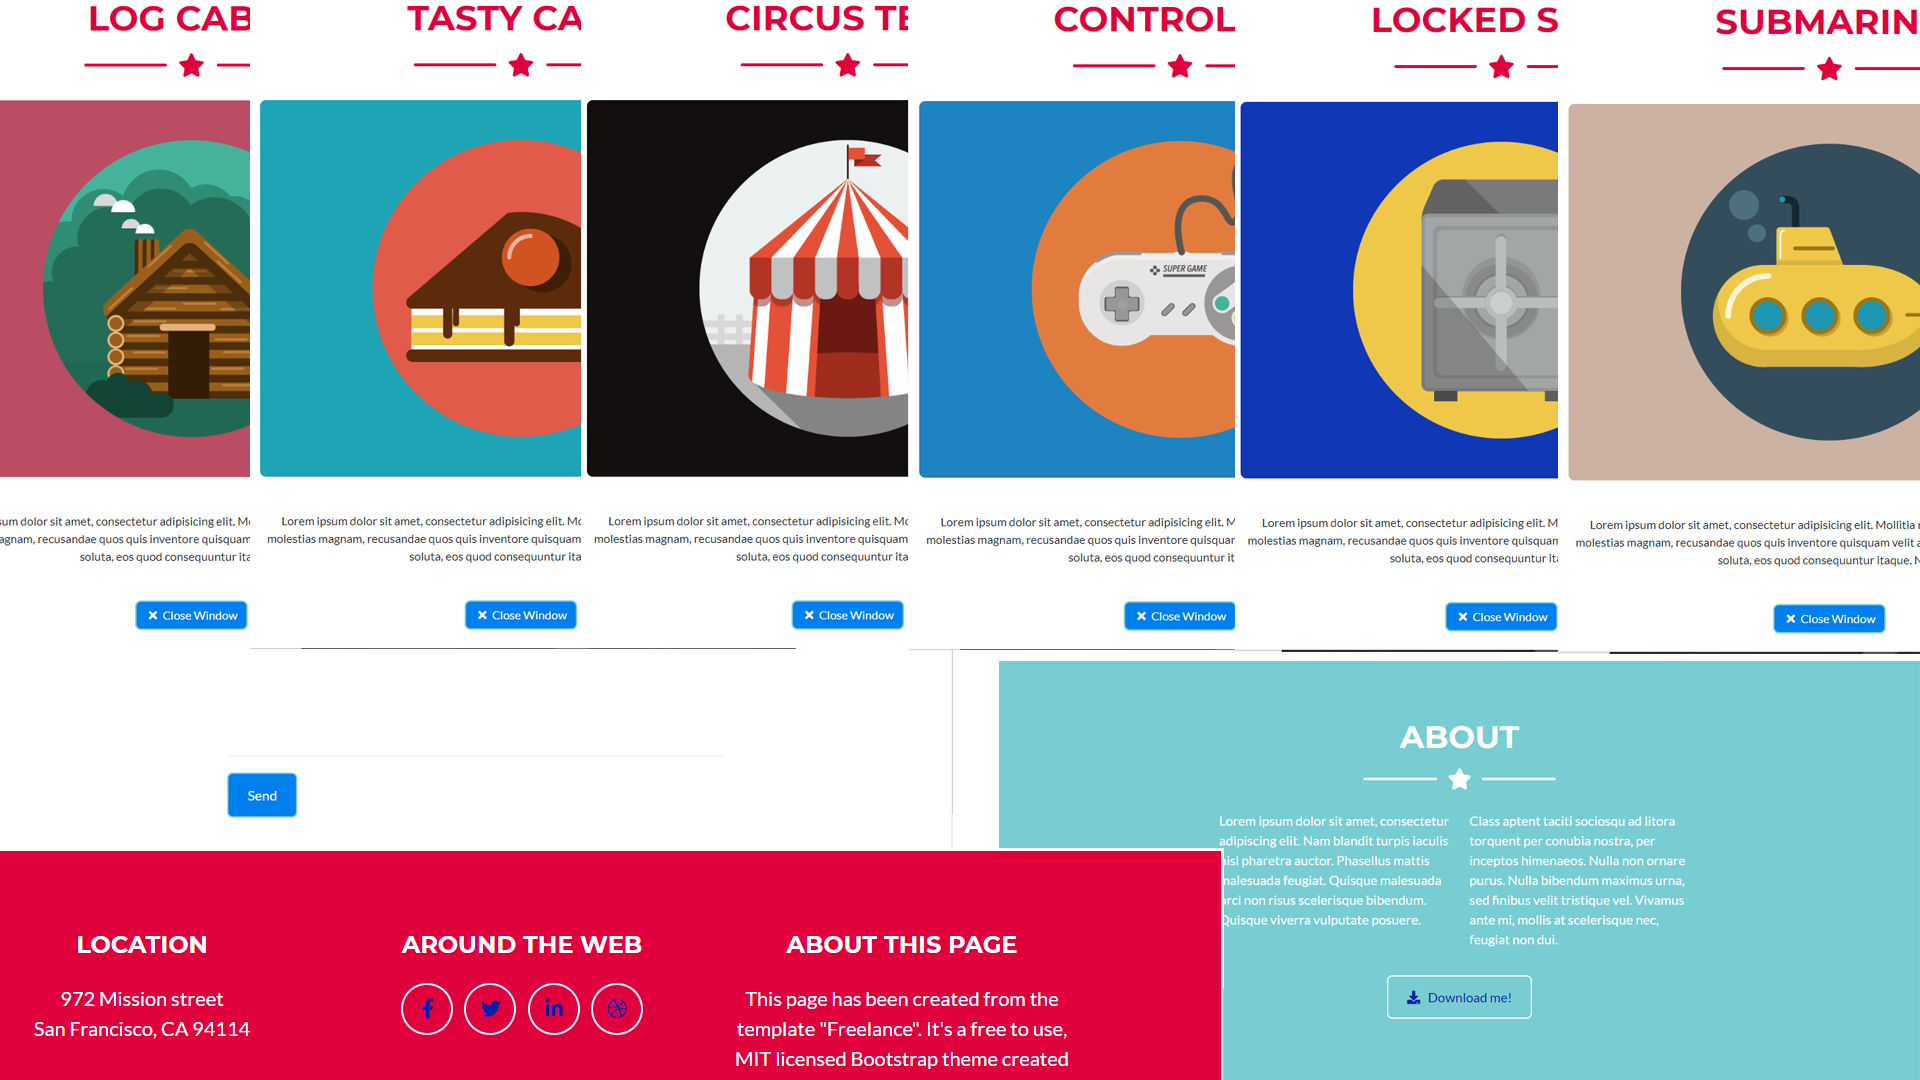 LOG CAB
TASTY CA
CIRCUS TE
CONTROL
LOCKED S
SUBMARIN
SUPER GAME
sum dolor sit amet, consectetur adipisicing elit. Mo
agnam, recusandae quos quis inventore quisquam
soluta, eos quod consequuntur ita
Close Window
Lorem ipsum dolor sit amet, consectetur adipisicing elit. Mo
molestias magnam, recusandae quos quis inventore quisquam
soluta, eos quod consequuntur ita
Close Window
Lorem ipsum dolor sit amet, consectetur adipisicing elit. Mo
molestias magnam, recusandae quos quis inventore quisquam
soluta, eos quod consequuntur ita
Close Window
Lorem ipsum dolor sit amet, consectetur adipisicing elit. M
molestias magnam, recusandae quos quis inventore quisquam
soluta, eos quod consequuntur it
Close Window
Lorem ipsum dolor sit amet, consectetur adipisicing elit. M
molestias magnam, recusandae quos quis inventore quisquam
soluta, eos quod consequuntur ita
Close Window
Lorem ipsum dolor sit amet, consectetur adipisicing elit. Mollitia
molestias magnam, recusandae quos quis inventore quisquam velit a
soluta, eos quod consequuntur itaque. N
Close Window
Send
ABOUT
Lorem ipsum dolor sit amet, consectetur
adipiscing elit. Nam blandit turpis iaculis
nisl pharetra auctor. Phasellus mattis
malesuada feugiat. Quisque malesuada
orci non risus scelerisque bibendum.
Quisque viverra vulputate posuere.
Class aptent taciti sociosqu ad litora
torquent per conubia nostra, per
inceptos himenaeos. Nulla non ornare
purus. Nulla bibendum maximus urna,
sed finibus velit tristique vel. Vivamus
ante mi, mollis at scelerisque nec,
feugiat non dui.
Download me!
LOCATION
972 Mission street
San Francisco, CA 94114
AROUND THE WEB
ABOUT THIS PAGE
This page has been created from the
template "Freelance". It's a free to use,
MIT licensed Bootstrap theme created